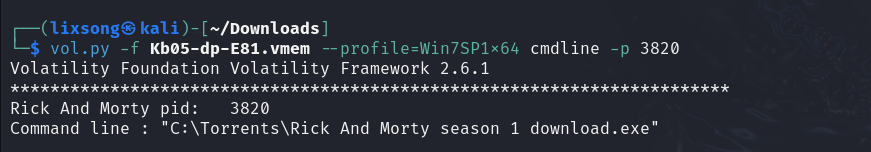 ┌──(lixsong㉿kali)-[~/Downloads]
└─$ vol.py -f Kb05-dp-E81.vmem --profile=Win7SP1×64 cmdline -p 3820
Volatility Foundation Volatility Framework 2.6.1
************************************************************************
Rick And Morty pid:   3820
Command line : "C:\Torrents\Rick And Morty season 1 download.exe"